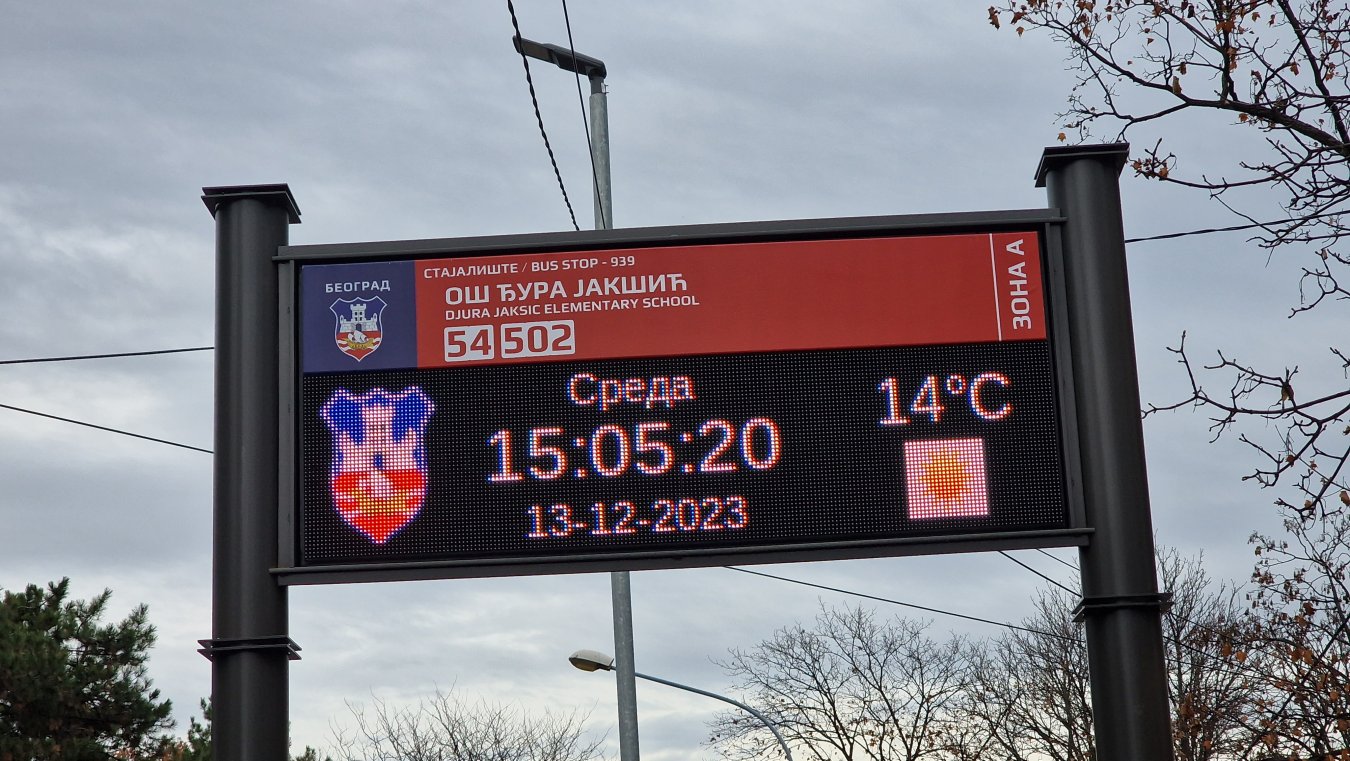 БЕОГРАД
СТАЈАЛИШТЕ / BUS STOP - 939
ОШ ЂУРА ЈАКШИЋ
DJURA JAKSIC ELEMENTARY SCHOOL
54 502
ЗОНА А
Среда
15:05:20
13-12-2023
14°C